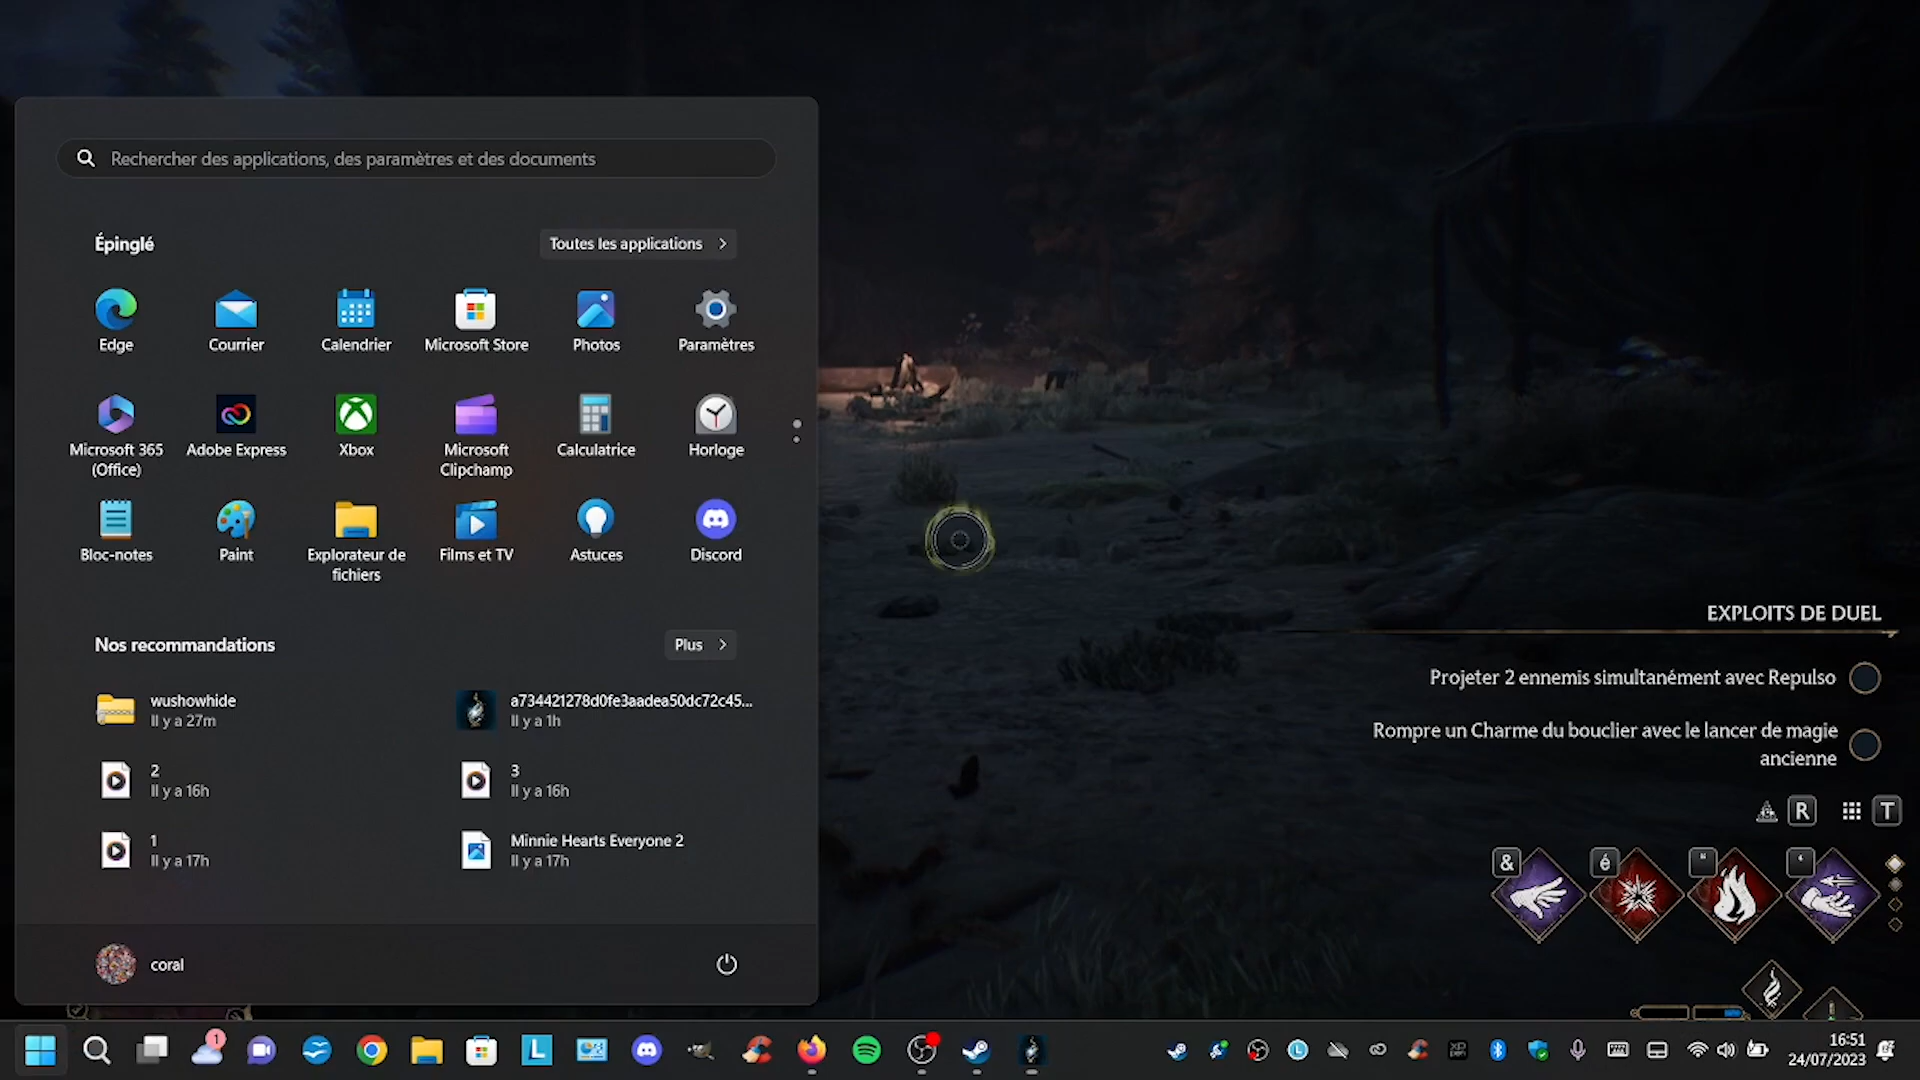 Rechercher des applications, des paramètres et des documents
Épinglé
Toutes les applications
Edge
Courrier
Calendrier
Microsoft Store
Photos
Paramètres
Microsoft 365
(Office)
Adobe Express
Xbox
Microsoft
Clipchamp
Calculatrice
Horloge
Bloc-notes
Paint
Explorateur de
fichiers
Films et TV
Astuces
Discord
Nos recommandations
Plus
wushowhide
Il y a 27m
a734421278d0fe3aadea50dc72c45...
Il y a 1h
2
Il y a 16h
3
Il y a 16h
1
Il y a 17h
Minnie Hearts Everyone 2
Il y a 17h
coral
EXPLOITS DE DUEL
Projeter 2 ennemis simultanément avec Repulso
Rompre un Charme du bouclier avec le lancer de magie
ancienne
R
T
&
é
"
'
1
L
L
16:51
24/07/2023